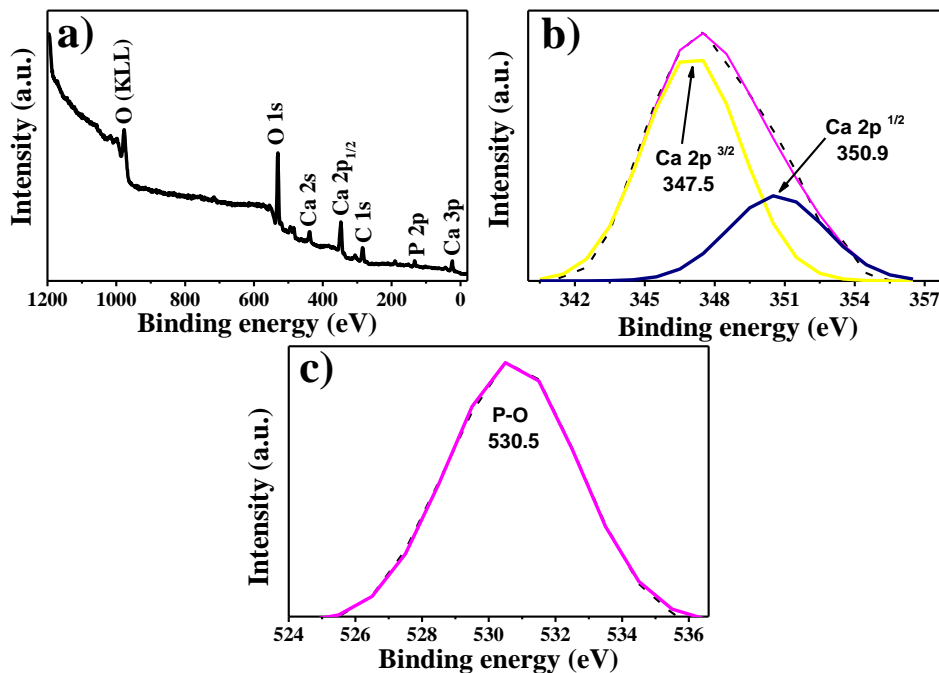 a)
Intensity (a.u.)
O (KLL)
O 1s
Ca 2s
Ca 2p1/2
C 1s
P 2p
Ca 3p
1200 1000 800 600 400 200 0
Binding energy (eV)
b)
Intensity (a.u.)
Ca 2p 3/2
347.5
Ca 2p 1/2
350.9
342 345 348 351 354 357
Binding energy (eV)
c)
Intensity (a.u.)
P-O
530.5
524 526 528 530 532 534 536
Binding energy (eV)